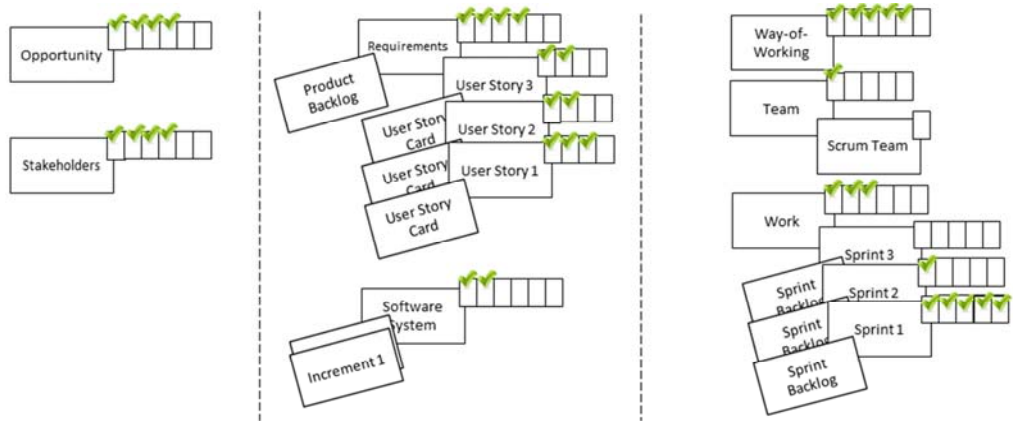 Opportunity
Stakeholders
Requirements
Product
Backlog
User Story 3
User Story
Card
User Story 2
User Story
Card
User Story 1
User Story
Card
Software
System
Increment 1
Way-of-
Working
Team
Scrum Team
Work
Sprint 3
Sprint
Backlog
Sprint 2
Sprint
Backlog
Sprint 1
Sprint
Backlog